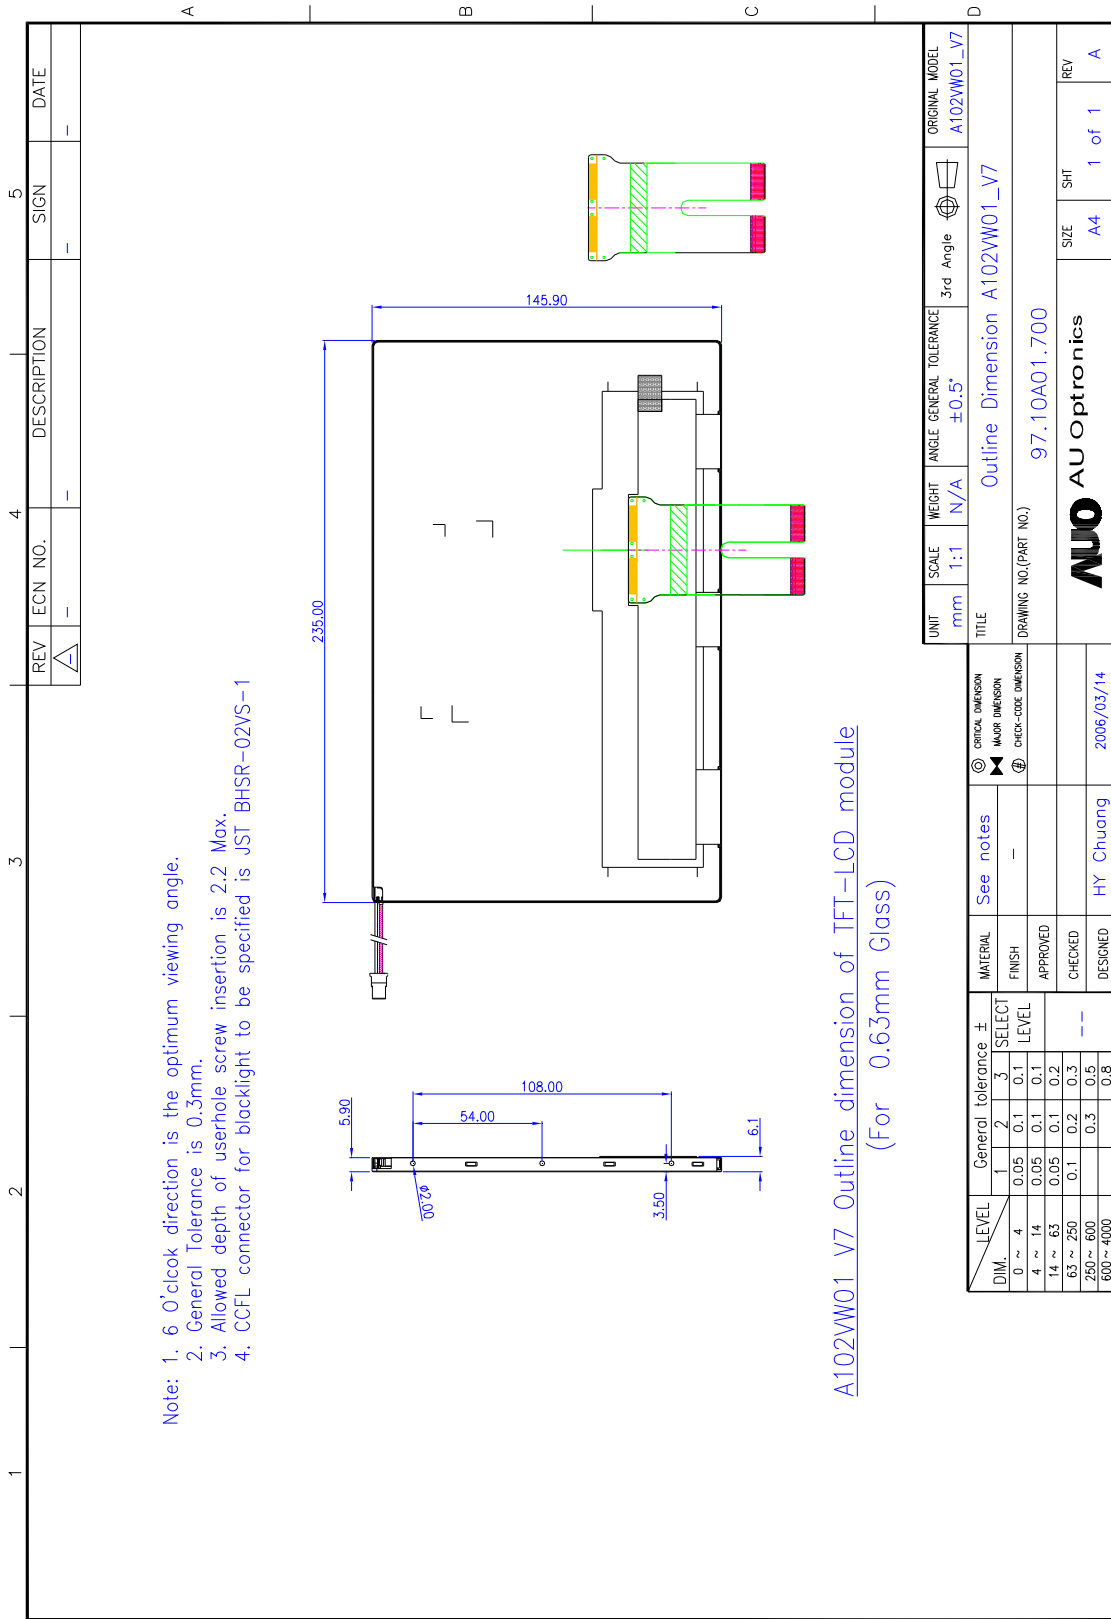 1
2
3
4
5
A
B
C
D
REV
ECN NO.
DESCRIPTION
SIGN
DATE
-
-
-
-
-
Note: 1. 6 O'clcok direction is the optimum viewing angle.
2. General Tolerance is 0.3mm.
3. Allowed depth of userhole screw insertion is 2.2 Max.
4. CCFL connector for blacklight to be specified is JST BHSR-02VS-1
5.90
108.00
54.00
ø2.00
3.50
6.1
235.00
145.90
A102VW01 V7 Outline dimension of TFT-LCD module
(For 0.63mm Glass)
UNIT
mm
SCALE
1:1
WEIGHT
N/A
ANGLE GENERAL TOLERANCE
±0.5°
3rd Angle
ORIGINAL MODEL
A102VW01_V7
TITLE
Outline Dimension A102VW01_V7
DRAWING NO.(PART NO.)
97.10A01.700
AUO AU Optronics
SIZE
A4
SHT
1 of 1
REV
A
LEVEL
DIM.
General tolerance ±
1 2 3
SELECT
LEVEL
0 ~ 4 0.05 0.1 0.1
4 ~ 14 0.05 0.1 0.1
14 ~ 63 0.05 0.1 0.2
63 ~ 250 0.1 0.2 0.3
250 ~ 600 0.3 0.5
600 ~ 4000 0.8
--
MATERIAL
See notes
FINISH
-
APPROVED
CHECKED
DESIGNED
HY Chuang
2006/03/14
CRITICAL DIMENSION
MAJOR DIMENSION
# CHECK-CODE DIMENSION